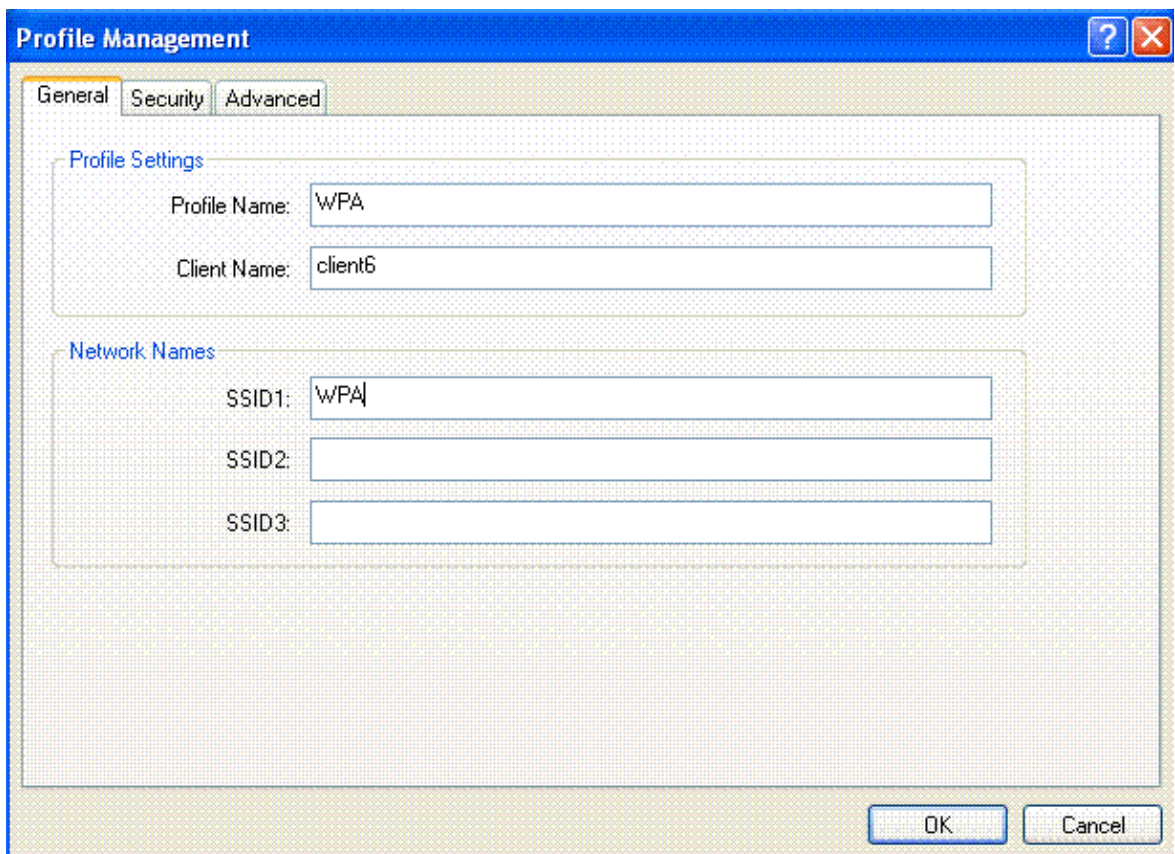 Profile Management
General Security Advanced
Profile Settings
Profile Name: WPA
Client Name: client6
Network Names
SSID1: WPA
SSID2:
SSID3:
OK Cancel